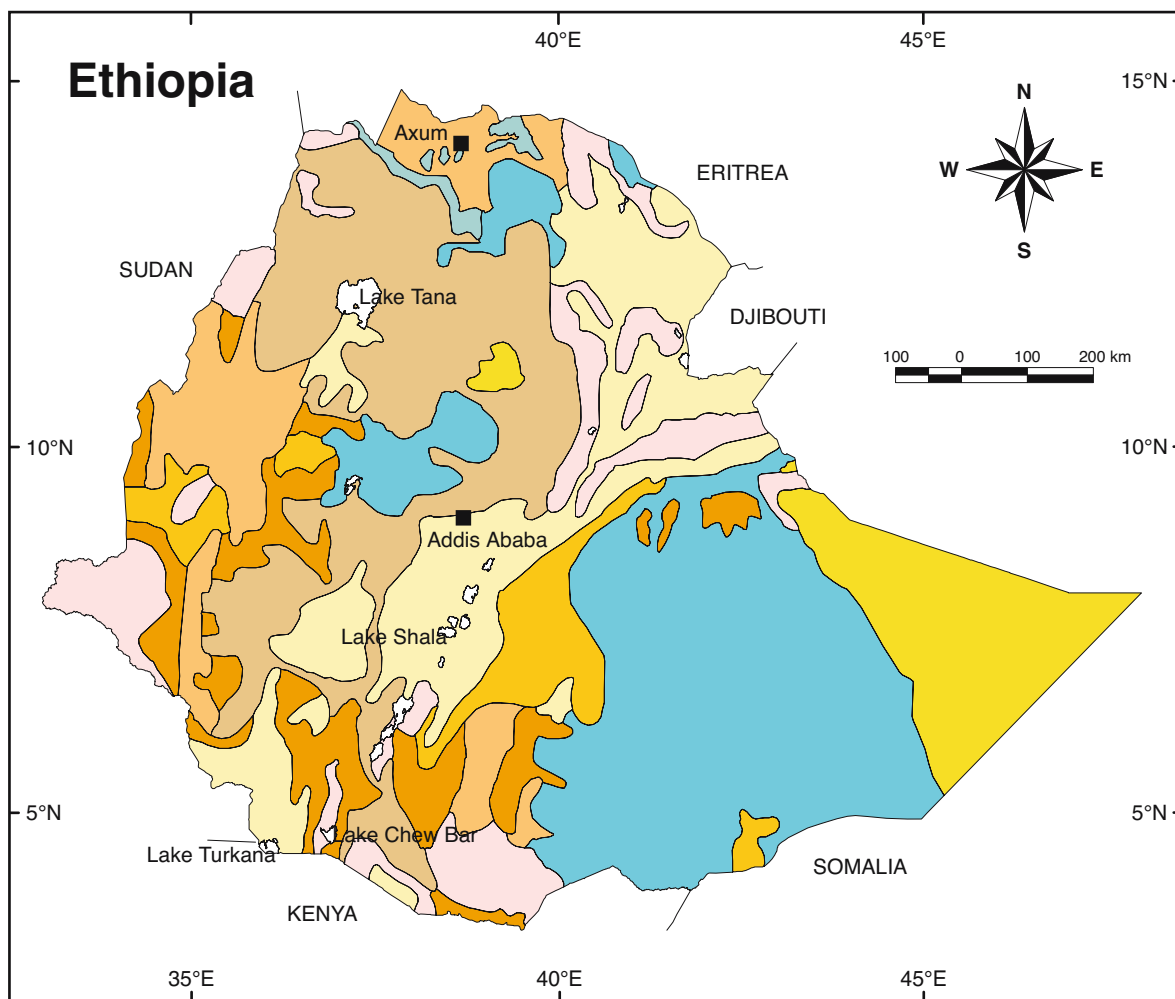 40°E
45°E
Ethiopia
15°N
N
W
E
S
Axum
ERITREA
SUDAN
Lake Tana
DJIBOUTI
100
0
100
200 km
10°N
10°N
Addis Ababa
Lake Shala
5°N
5°N
Lake Chew Bar
Lake Turkana
SOMALIA
KENYA
35°E
40°E
45°E